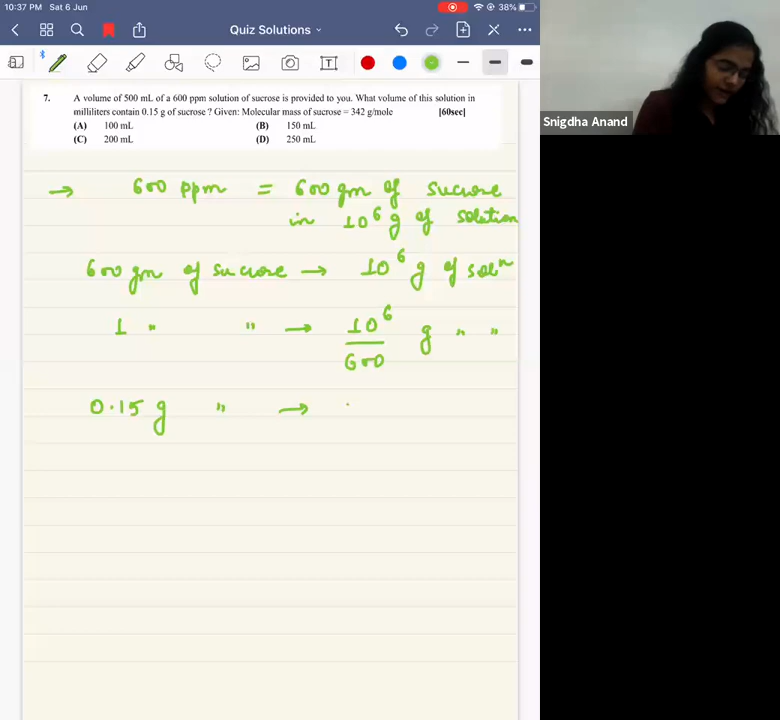 10:37 PM Sat 6 Jun
38%
Quiz Solutions
T
7. A volume of 500 mL of a 600 ppm solution of sucrose is provided to you. What volume of this solution in
milliliters contain 0.15 g of sucrose ? Given: Molecular mass of sucrose = 342 g/mole |60sec|
(A) 100 mL (B) 150 mL
(C) 200 mL (D) 250 mL
→ 600 ppm = 600 gm of sucrose
in 10⁶ g of solution
600 gm of sucrose → 10⁶ g of solⁿ
1 " " → 10⁶/600 g " "
0.15 g " →
Snigdha Anand